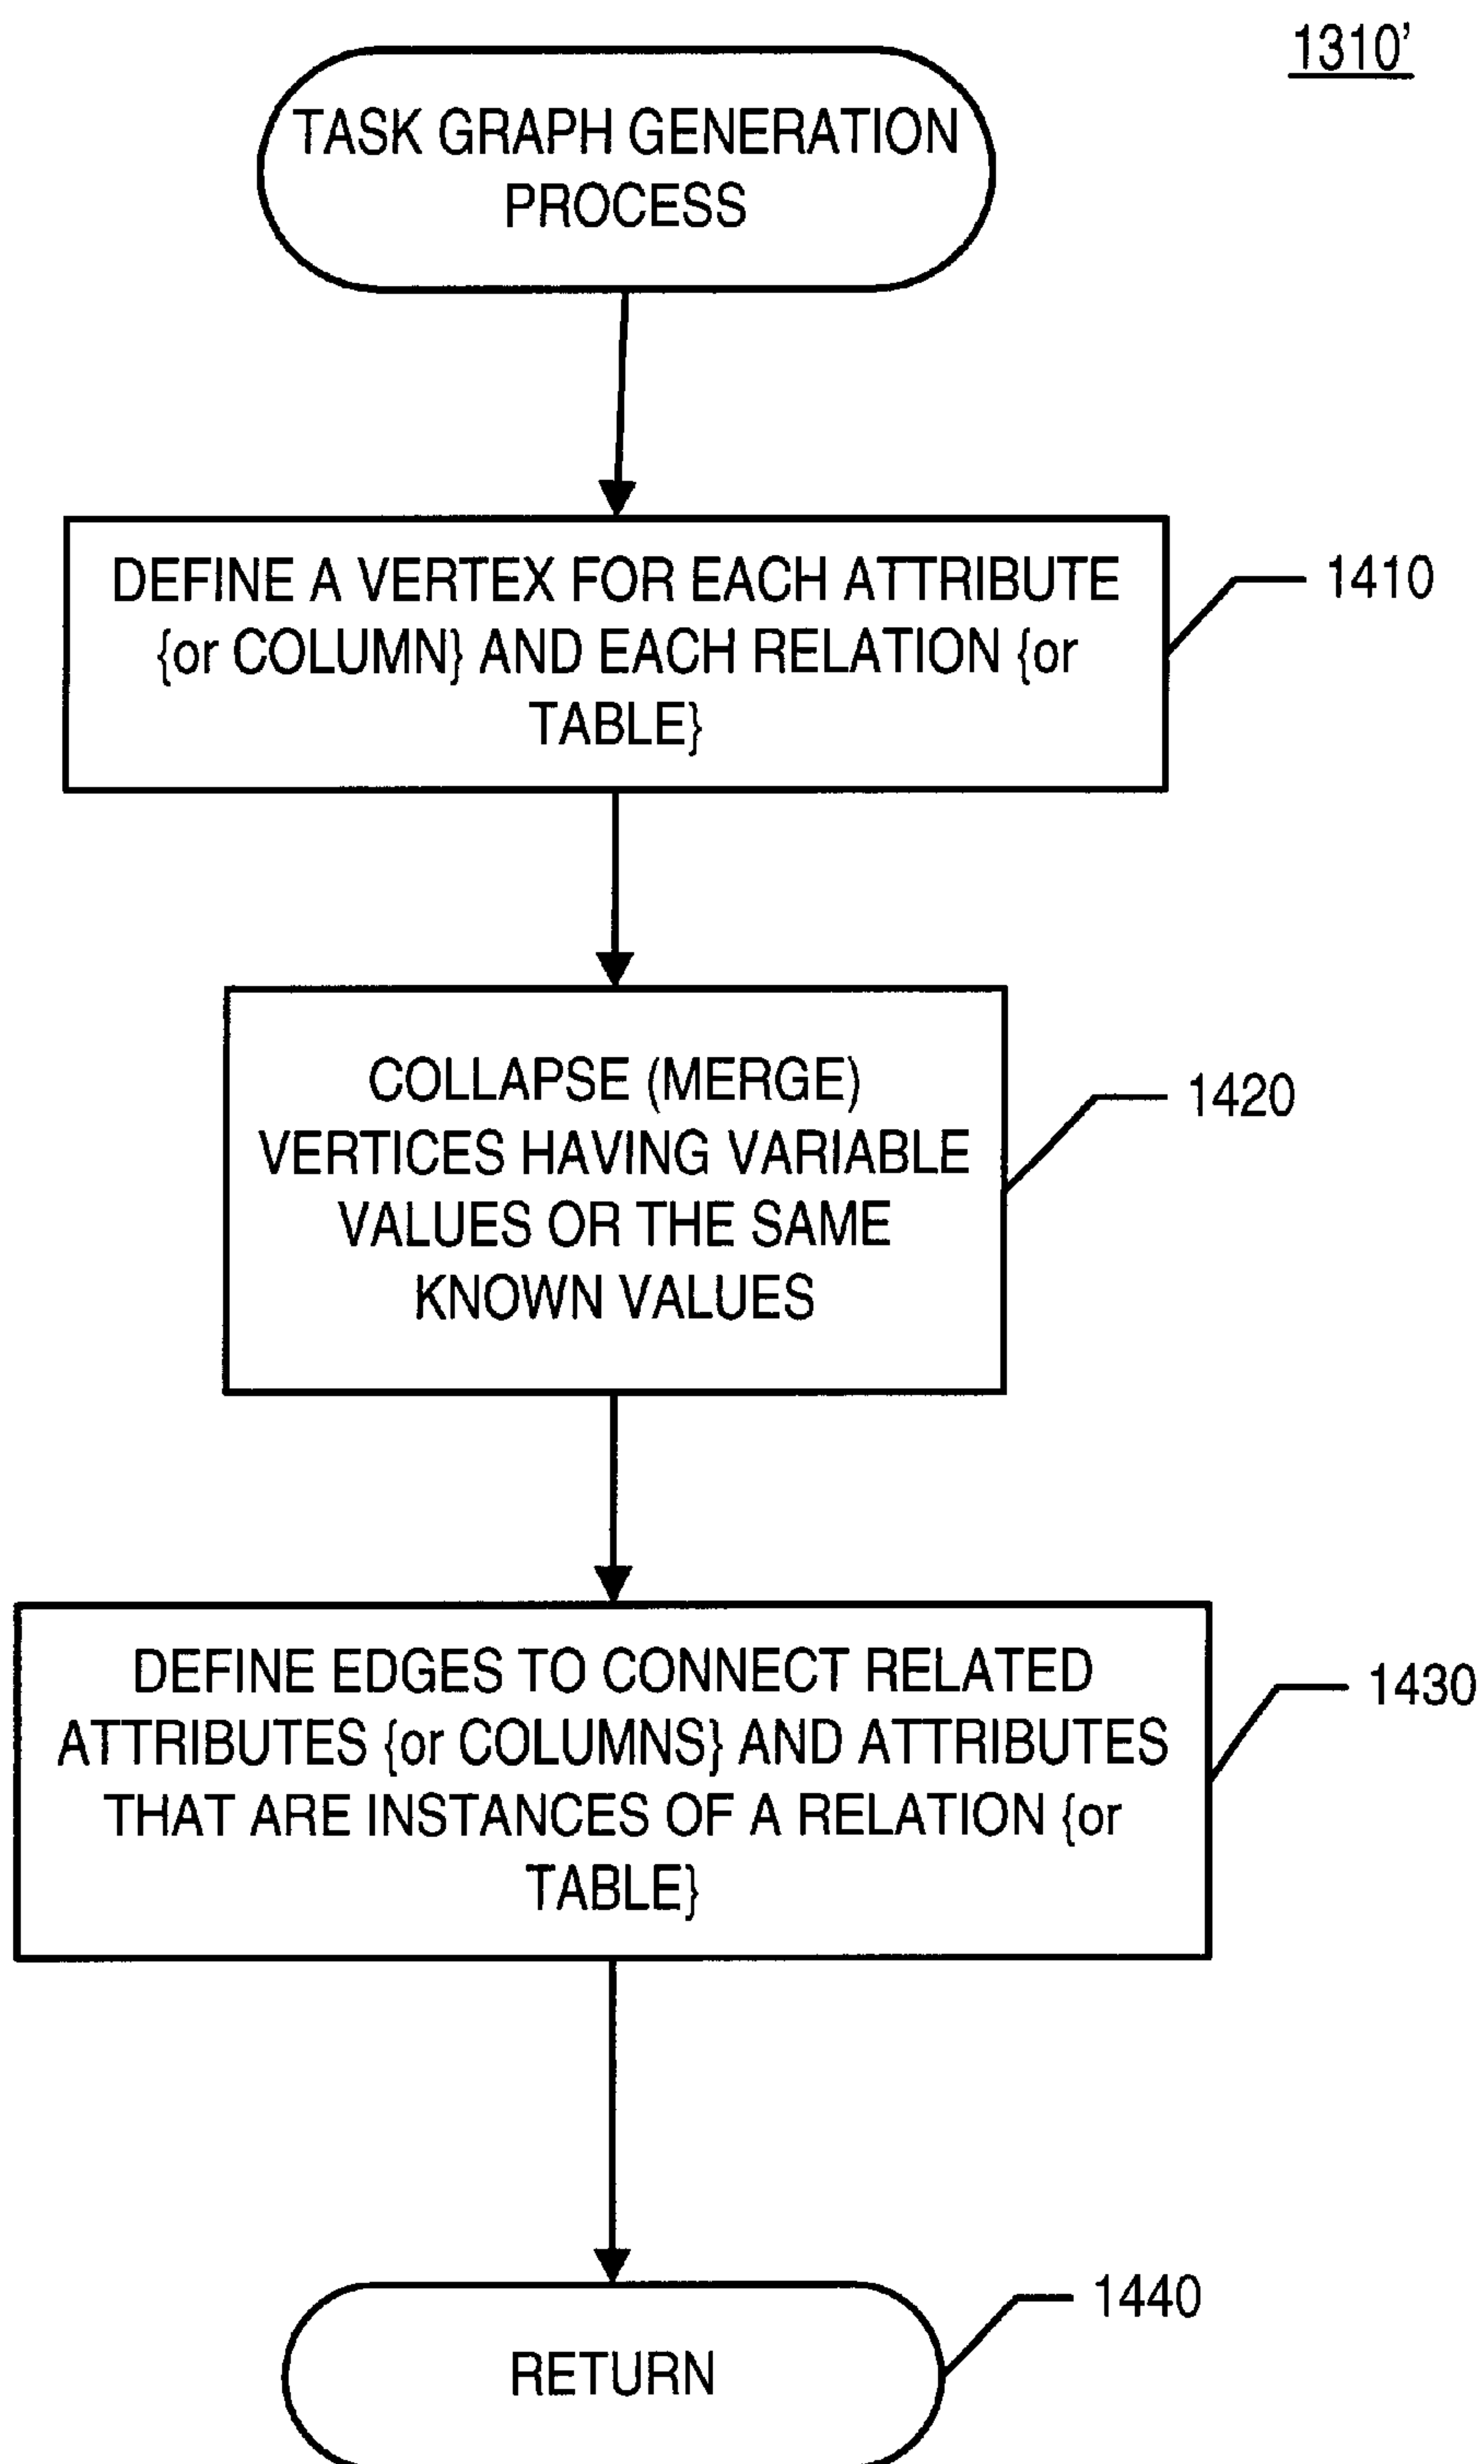 1310'
TASK GRAPH GENERATION
PROCESS
DEFINE A VERTEX FOR EACH ATTRIBUTE
{or COLUMN} AND EACH RELATION {or
TABLE}
1410
COLLAPSE (MERGE)
VERTICES HAVING VARIABLE
VALUES OR THE SAME
KNOWN VALUES
1420
DEFINE EDGES TO CONNECT RELATED
ATTRIBUTES {or COLUMNS} AND ATTRIBUTES
THAT ARE INSTANCES OF A RELATION {or
TABLE}
1430
RETURN
1440